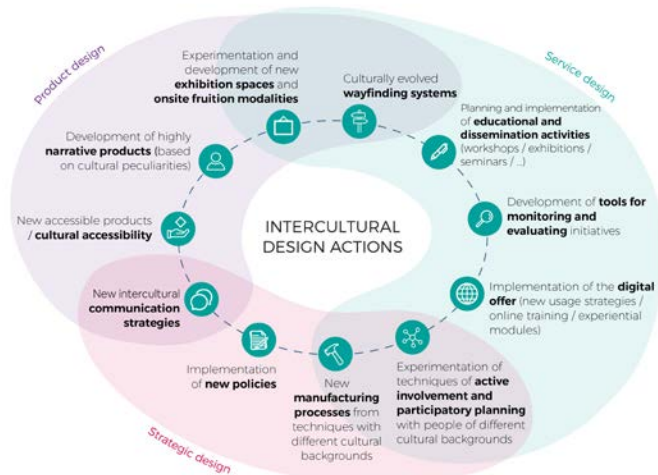 Product design
Service design
Strategic design
INTERCULTURAL
DESIGN ACTIONS
Experimentation and
development of new
exhibition spaces and
onsite fruition modalities
Culturally evolved
wayfinding systems
Planning and implementation
of educational and
dissemination activities
(workshops / exhibitions /
seminars / ...)
Development of tools for
monitoring and
evaluating initiatives
Implementation of the digital
offer (new usage strategies /
online training / experiential
modules)
Experimentation of
techniques of active
involvement and
participatory planning
with people of different
cultural backgrounds
New
manufacturing
processes from
techniques with
different cultural
backgrounds
Implementation
of new policies
New intercultural
communication
strategies
New accessible products
/ cultural accessibility
Development of highly
narrative products (based
on cultural peculiarities)